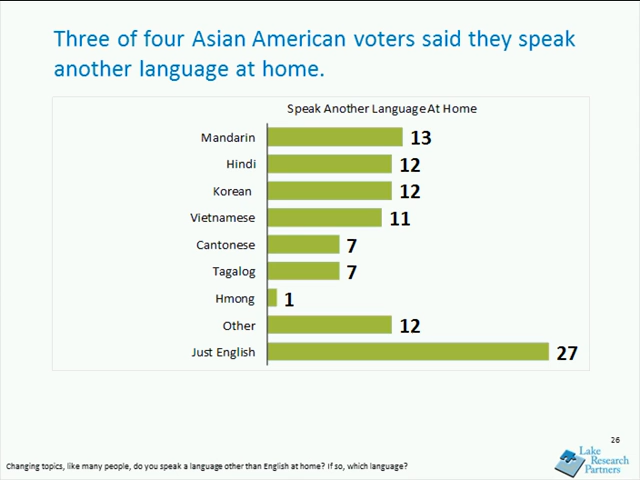 Three of four Asian American voters said they speak
another language at home.
Speak Another Language At Home
Mandarin 13
Hindi 12
Korean 12
Vietnamese 11
Cantonese 7
Tagalog 7
Hmong 1
Other 12
Just English 27
26
Lake
Research
Partners
Changing topics, like many people, do you speak a language other than English at home? If so, which language?